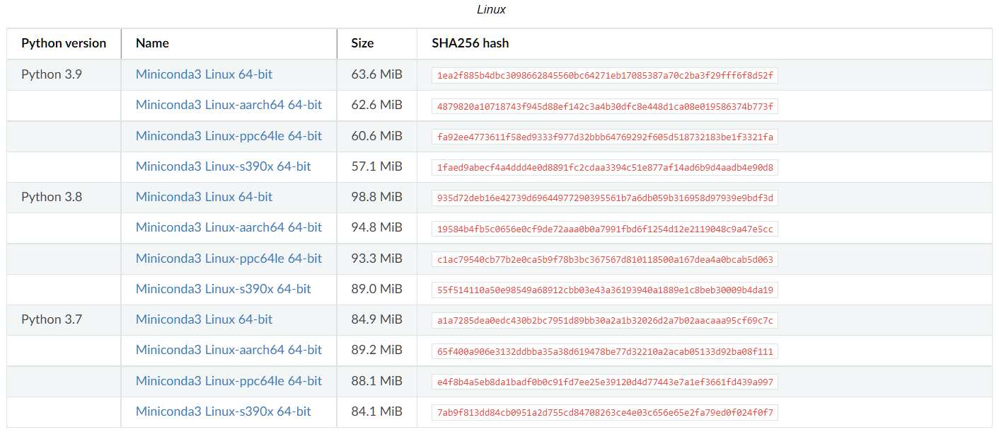 Linux
Python version Name Size SHA256 hash
Python 3.9 Miniconda3 Linux 64-bit 63.6 MiB 1ea2f885b4dbc3098662845560bc64271eb17085387a70c2ba3f29fff6f8d52f
Miniconda3 Linux-aarch64 64-bit 62.6 MiB 4879820a10718743f945d88ef142c3a4b30dfc8e448d1ca08e019586374b773f
Miniconda3 Linux-ppc64le 64-bit 60.6 MiB fa92ee4773611f58ed9333f977d32bbb64769292f605d518732183be1f3321fa
Miniconda3 Linux-s390x 64-bit 57.1 MiB 1faed9abecf4a4ddd4e0d8891fc2cdaa3394c51e877af14ad6b9d4aadb4e90d8
Python 3.8 Miniconda3 Linux 64-bit 98.8 MiB 935d72deb16e42739d69644977290395561b7a6db059b316958d97939e9bdf3d
Miniconda3 Linux-aarch64 64-bit 94.8 MiB 19584b4fb5c0656e0cf9de72aaa0b0a7991fbd6f1254d12e2119048c9a47e5cc
Miniconda3 Linux-ppc64le 64-bit 93.3 MiB c1ac79540cb77b2e0ca5b9f78b3bc367567d810118500a167dea4a0bcab5d063
Miniconda3 Linux-s390x 64-bit 89.0 MiB 55f514110a50e98549a68912cbb03e43a36193940a1889e1c8beb30009b4da19
Python 3.7 Miniconda3 Linux 64-bit 84.9 MiB a1a7285dea0edc430b2bc7951d89bb30a2a1b32026d2a7b02aacaaa95cf69c7c
Miniconda3 Linux-aarch64 64-bit 89.2 MiB 65f400a906e3132ddbba35a38d619478be77d32210a2acab05133d92ba08f111
Miniconda3 Linux-ppc64le 64-bit 88.1 MiB e4f8b4a5eb8da1badf0b0c91fd7ee25e39120d4d77443e7a1ef3661fd439a997
Miniconda3 Linux-s390x 64-bit 84.1 MiB 7ab9f813dd84cb0951a2d755cd84708263ce4e03c656e65e2fa79ed0f024f0f7